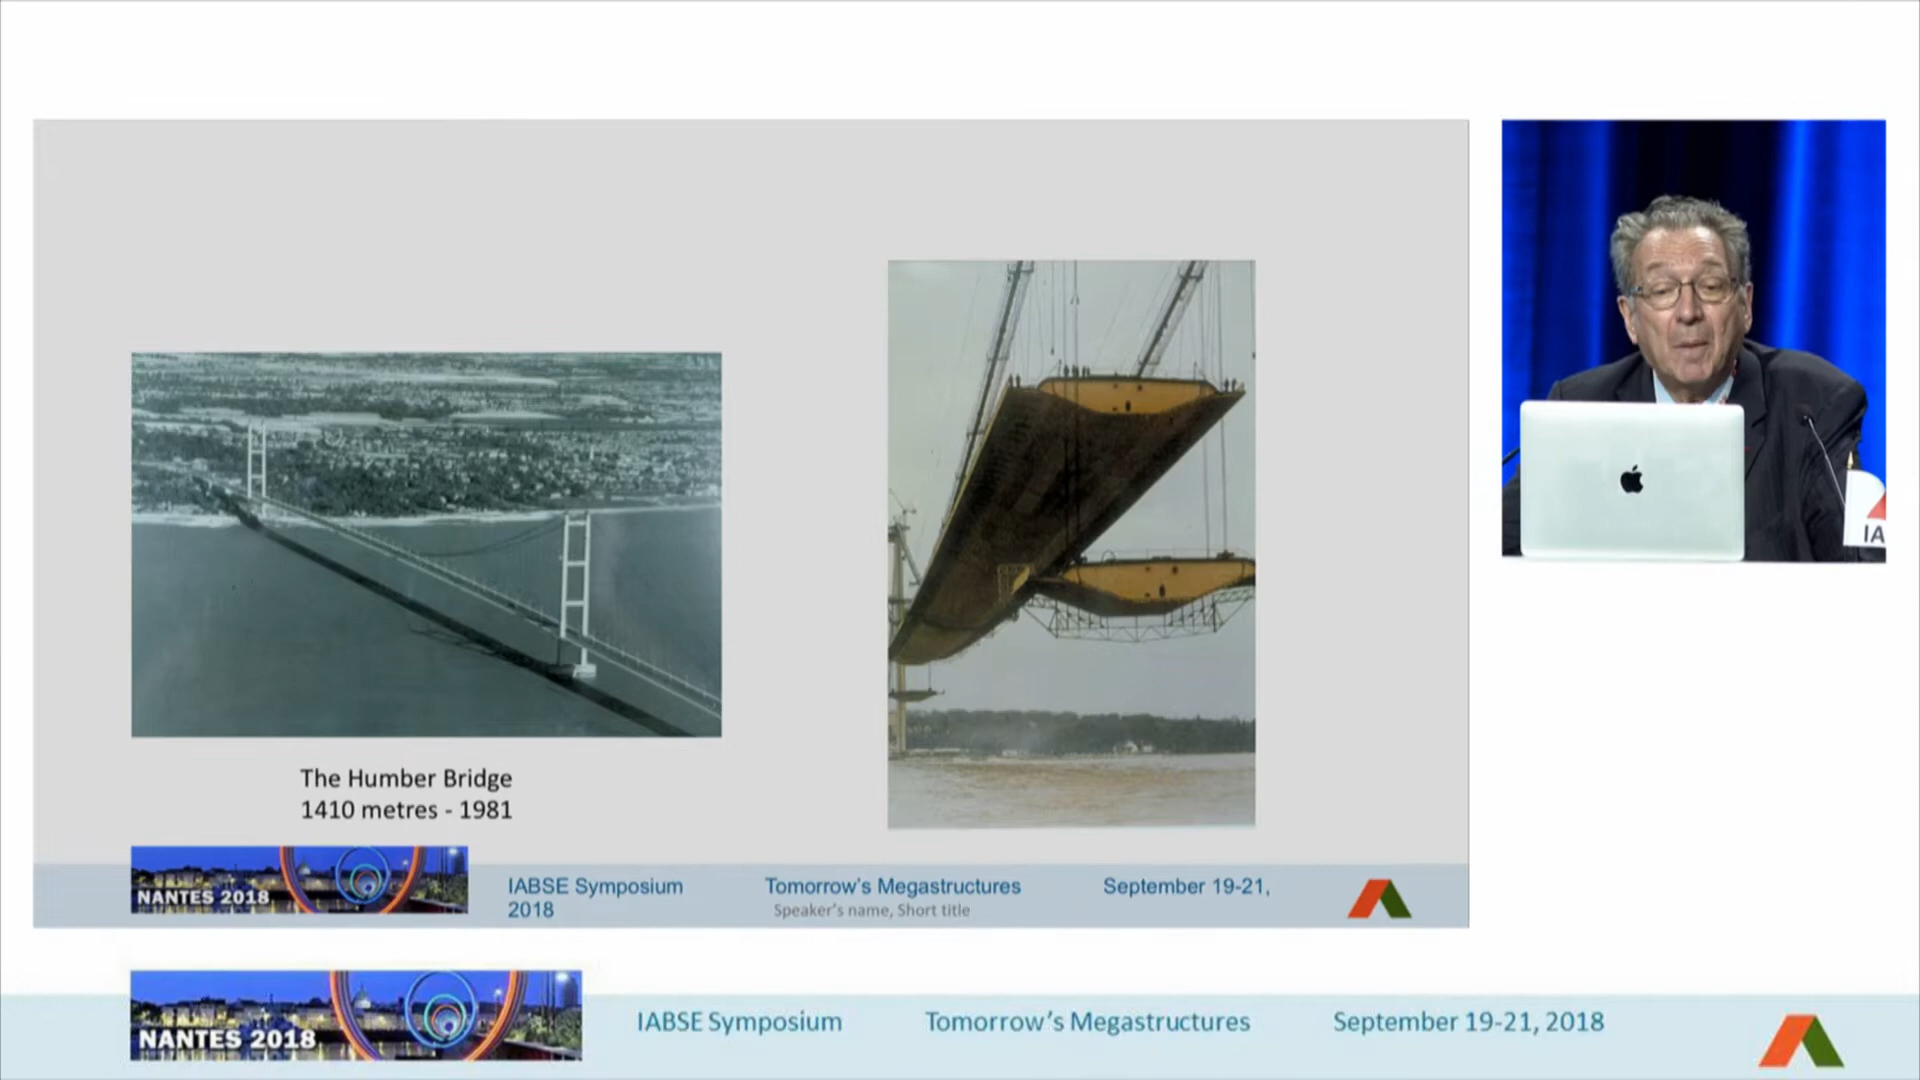 The Humber Bridge
1410 metres - 1981
NANTES 2018
IABSE Symposium Tomorrow's Megastructures September 19-21,
2018 Speaker's name, Short title
IA
NANTES 2018
IABSE Symposium Tomorrow's Megastructures September 19-21, 2018